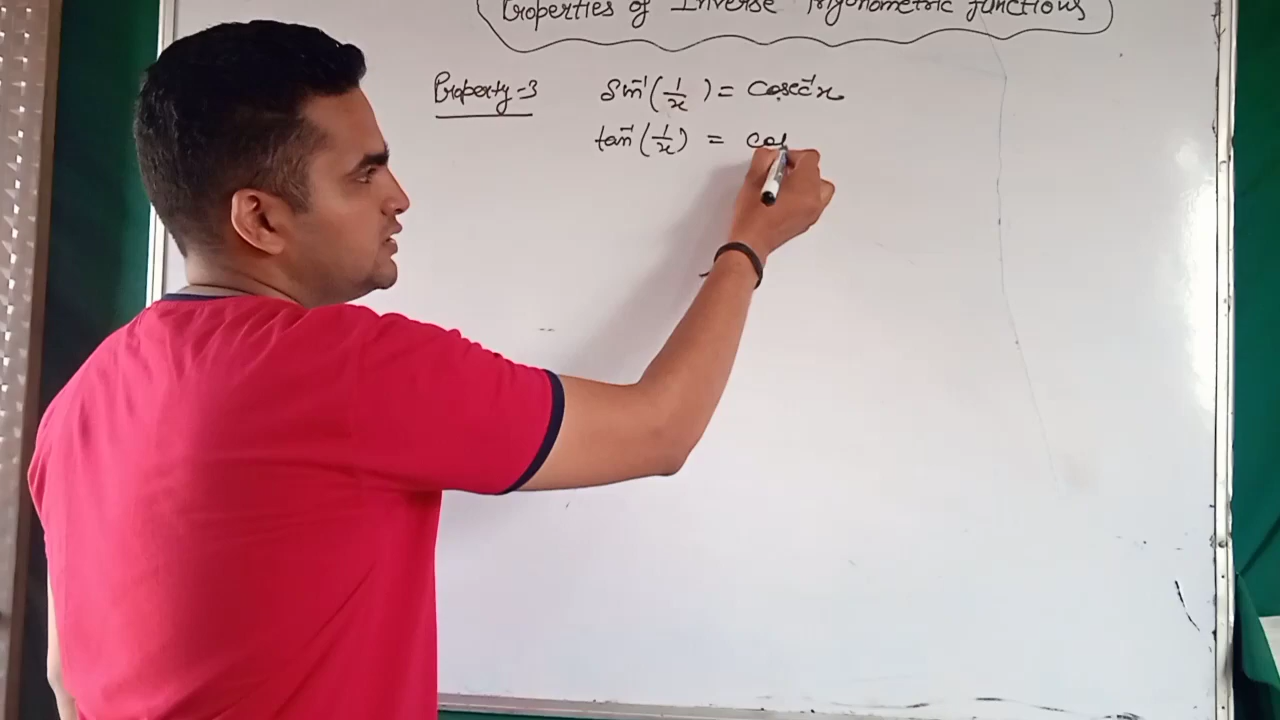 Properties of Inverse Trigonometric functions
Property-3 sin⁻¹(1/x) = cosec⁻¹x
tan⁻¹(1/x) = cot